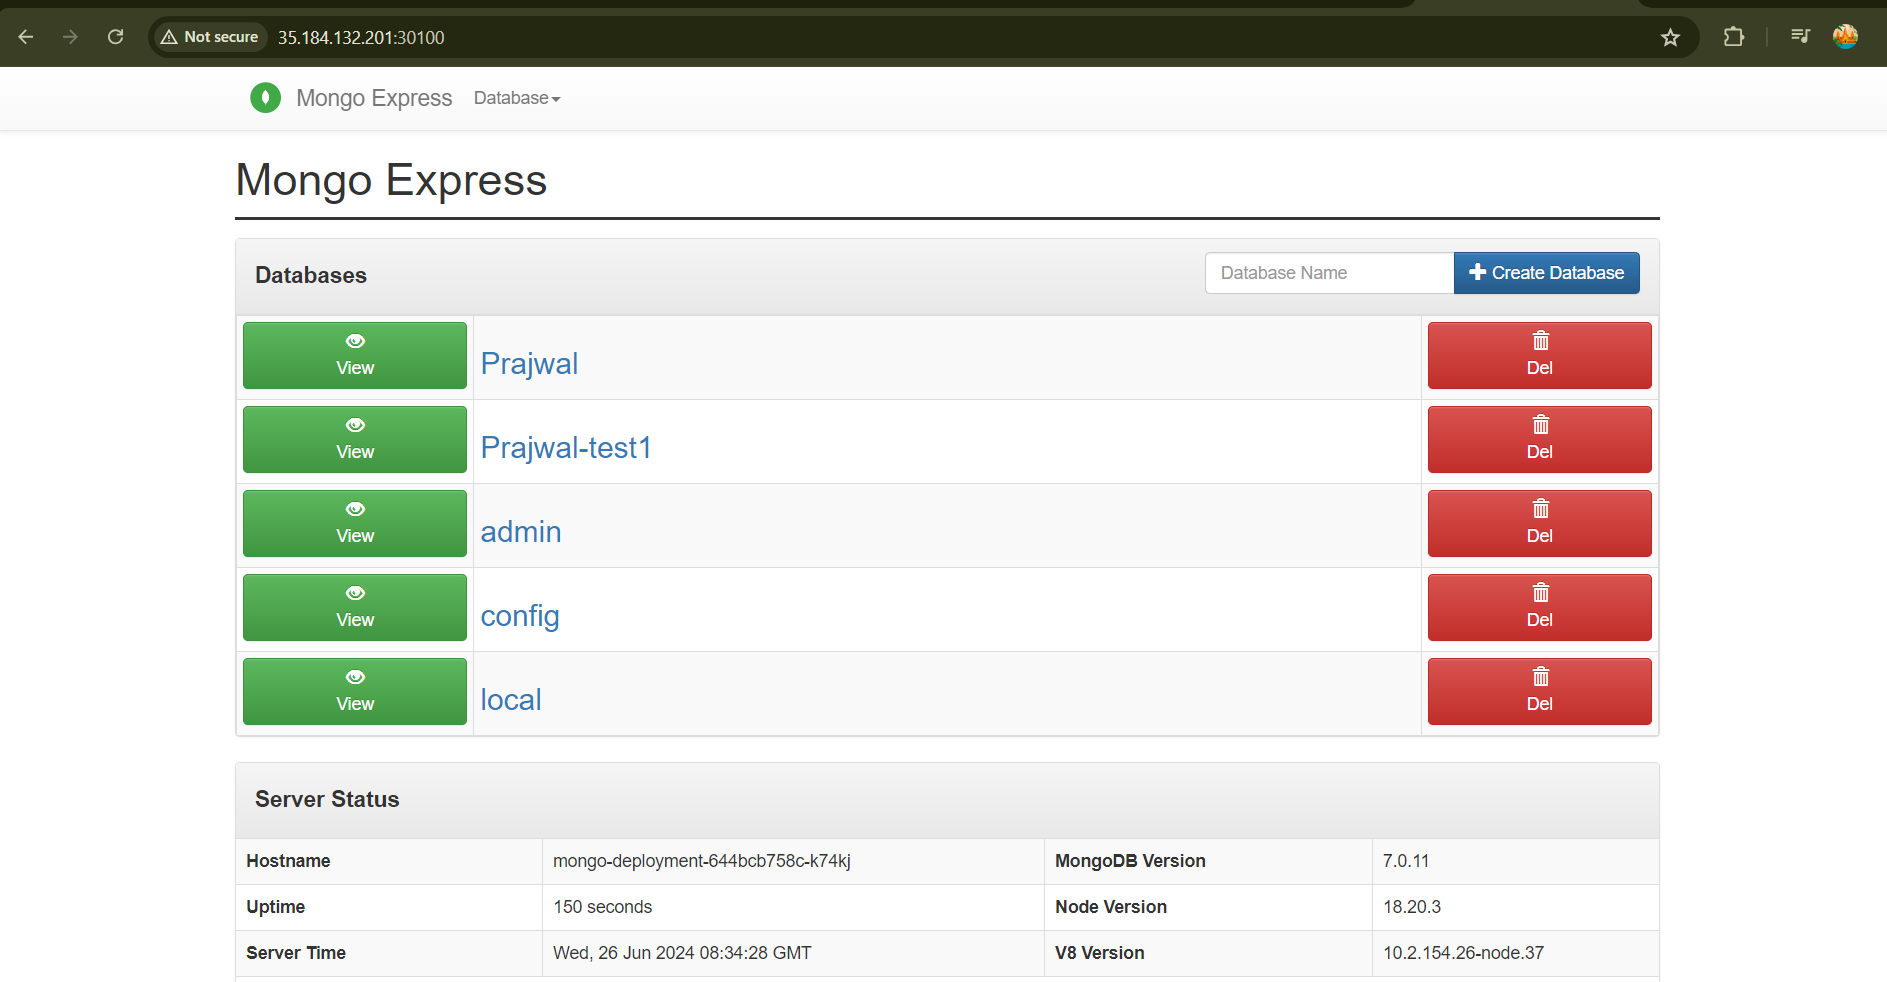 Not secure 35.184.132.201:30100
Mongo Express Database
Mongo Express
Databases Database Name Create Database
View Prajwal Del
View Prajwal-test1 Del
View admin Del
View config Del
View local Del
Server Status
Hostname mongo-deployment-644bcb758c-k74kj MongoDB Version 7.0.11
Uptime 150 seconds Node Version 18.20.3
Server Time Wed, 26 Jun 2024 08:34:28 GMT V8 Version 10.2.154.26-node.37